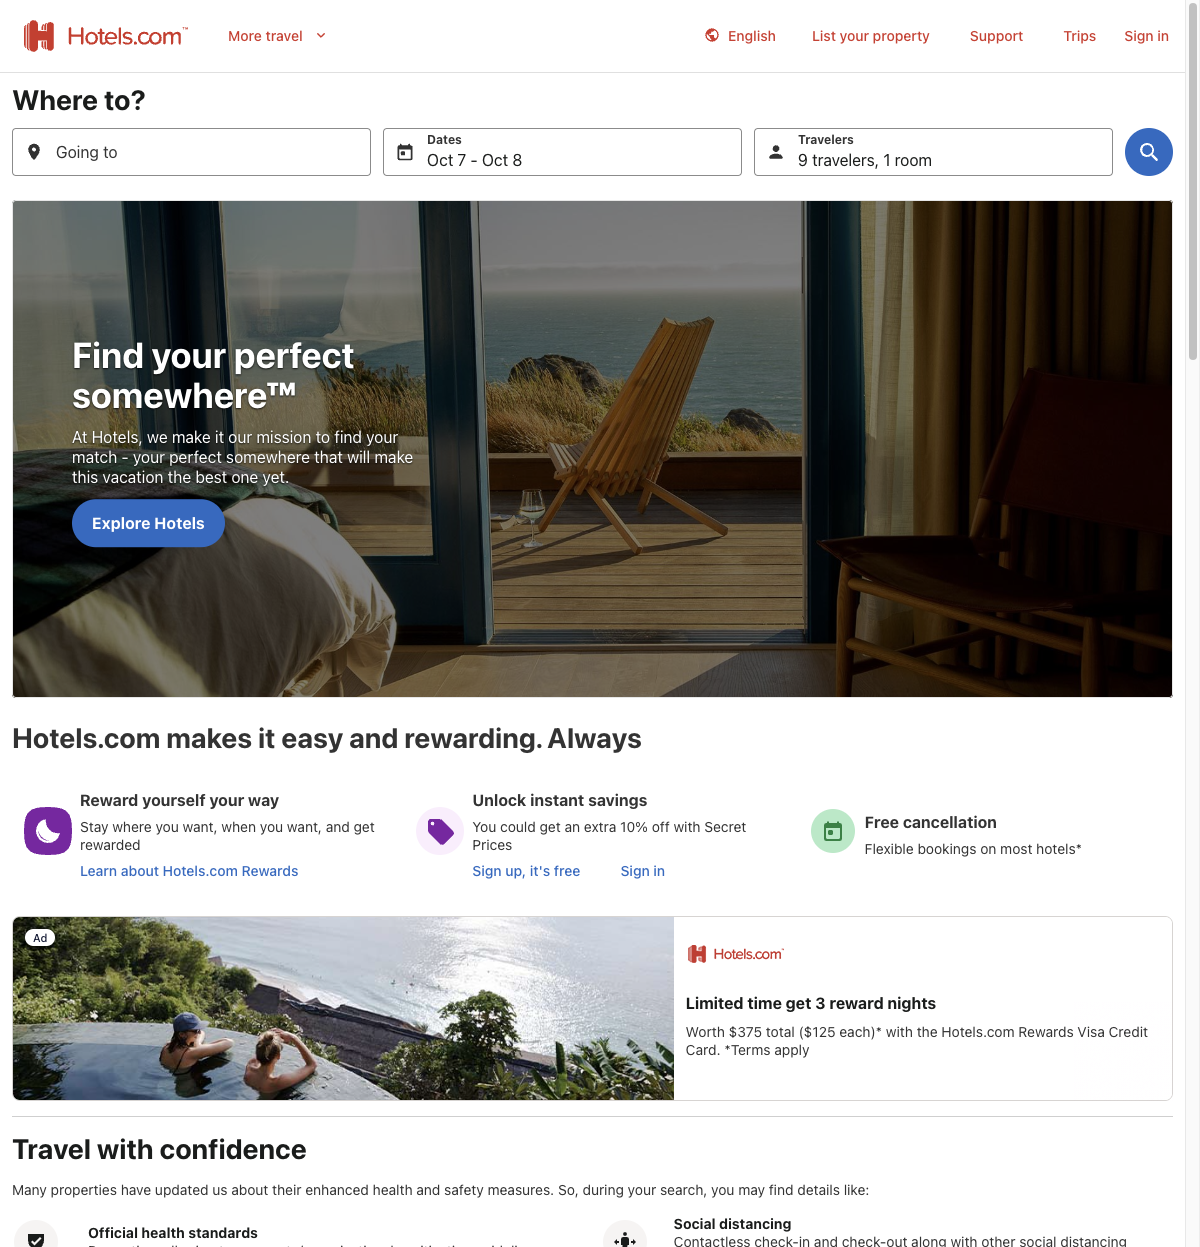 Hotels.com™
More travel
English
List your property
Support
Trips
Sign in
Where to?
Going to
Dates
Oct 7 - Oct 8
Travelers
9 travelers, 1 room
Find your perfect
somewhere™
At Hotels, we make it our mission to find your
match - your perfect somewhere that will make
this vacation the best one yet.
Explore Hotels
Hotels.com makes it easy and rewarding. Always
Reward yourself your way
Stay where you want, when you want, and get
rewarded
Learn about Hotels.com Rewards
Unlock instant savings
You could get an extra 10% off with Secret
Prices
Sign up, it's free
Sign in
Free cancellation
Flexible bookings on most hotels*
Ad
Hotels.com
Limited time get 3 reward nights
Worth $375 total ($125 each)* with the Hotels.com Rewards Visa Credit
Card. *Terms apply
Travel with confidence
Many properties have updated us about their enhanced health and safety measures. So, during your search, you may find details like:
Official health standards
Social distancing
Contactless check-in and check-out along with other social distancing